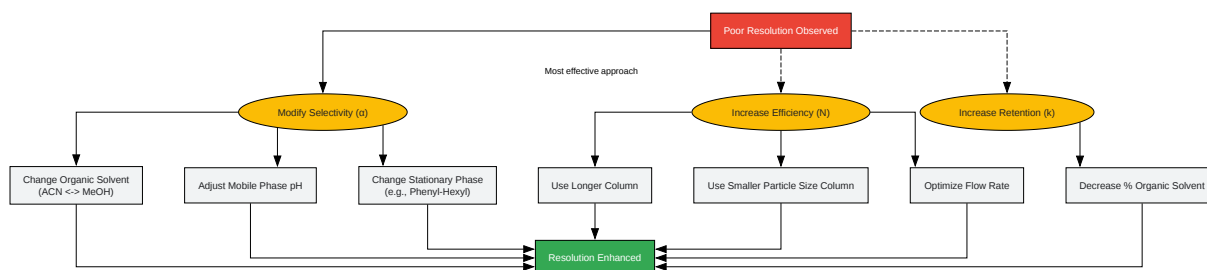 Poor Resolution Observed
Most effective approach
Modify Selectivity (α)
Increase Efficiency (N)
Increase Retention (k)
Change Organic Solvent
(ACN <-> MeOH)
Adjust Mobile Phase pH
Change Stationary Phase
(e.g., Phenyl-Hexyl)
Use Longer Column
Use Smaller Particle Size Column
Optimize Flow Rate
Decrease % Organic Solvent
Resolution Enhanced